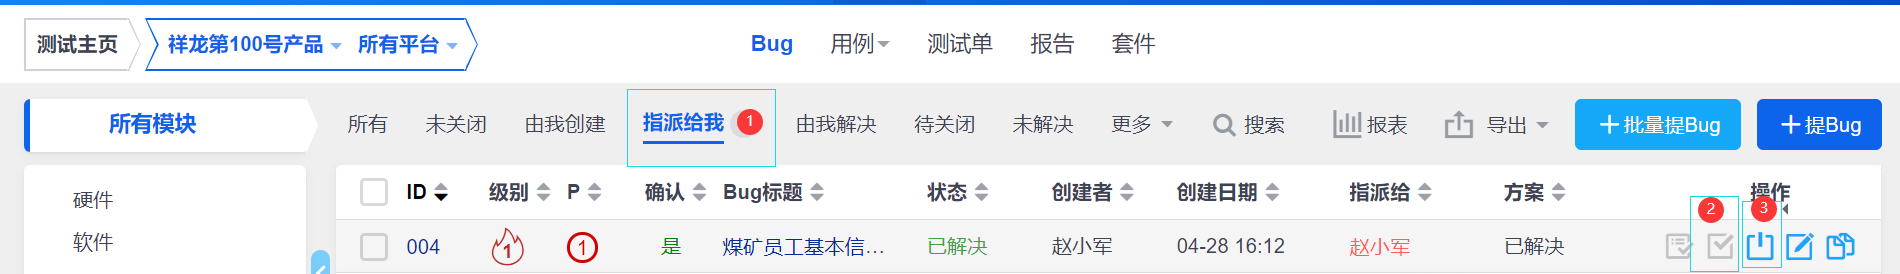 测试主页 祥龙第100号产品 所有平台 Bug 用例 测试单 报告 套件
所有模块 所有 未关闭 由我创建 指派给我 1 由我解决 待关闭 未解决 更多 搜索 报表 导出 +批量提Bug +提Bug
硬件
软件
ID 级别 P 确认 Bug标题 状态 创建者 创建日期 指派给 方案 操作
2 3
004 1 1 是 煤矿员工基本信... 已解决 赵小军 04-28 16:12 赵小军 已解决